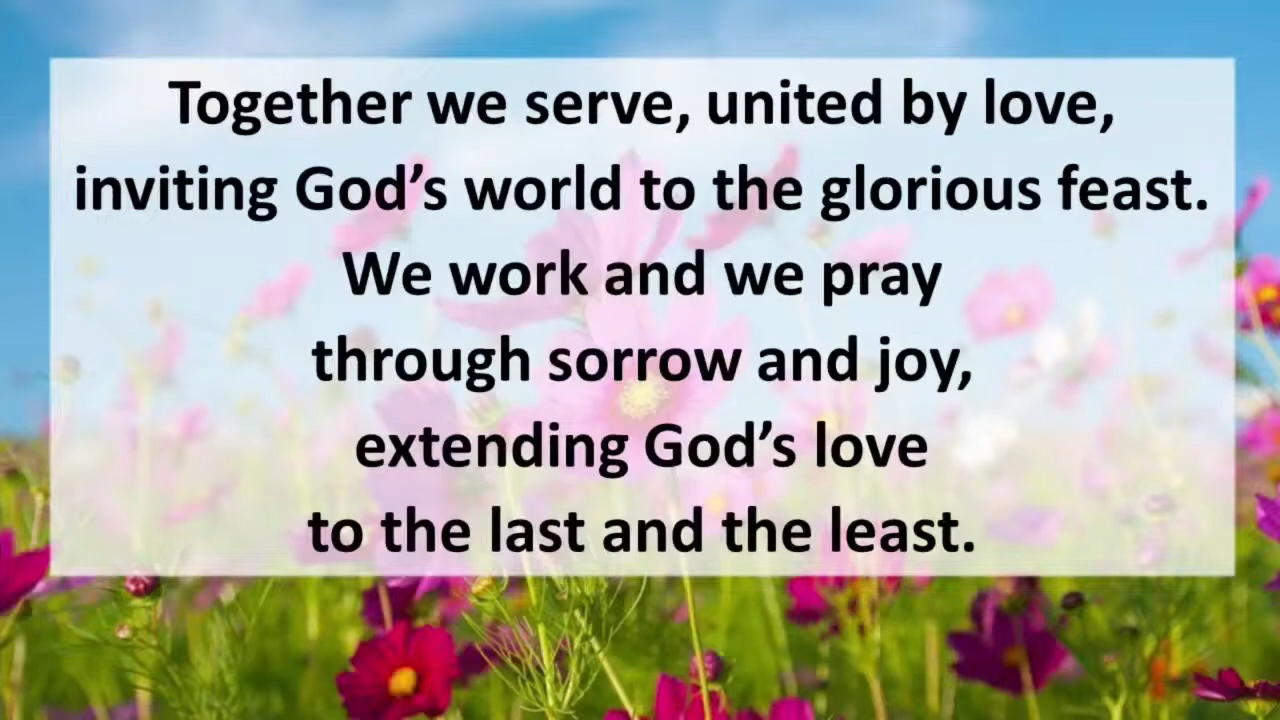 Together we serve, united by love,
inviting God’s world to the glorious feast.
We work and we pray
through sorrow and joy,
extending God’s love
to the last and the least.